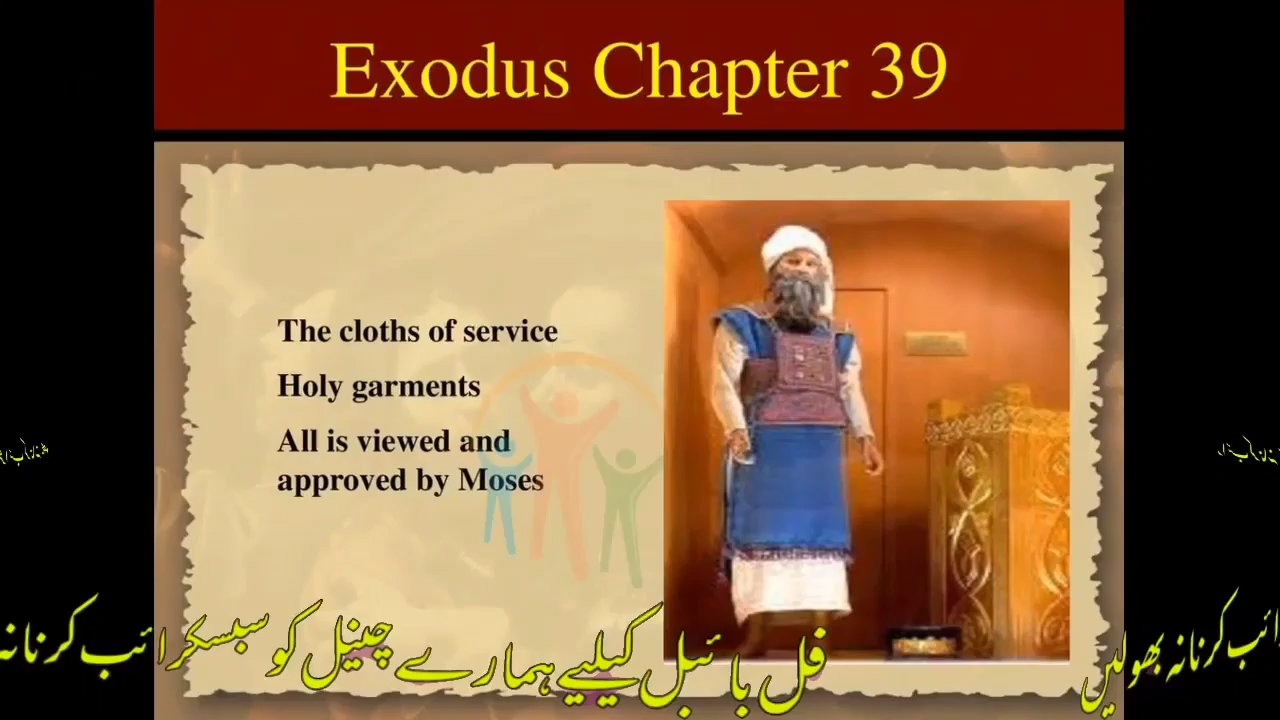 Exodus Chapter 39
The cloths of service
Holy garments
All is viewed and
approved by Moses
فل بائبل کیلیے ہمارے چینل کو سبسکرائب کرنا نہ
ائب کرنا نہ بھولیں